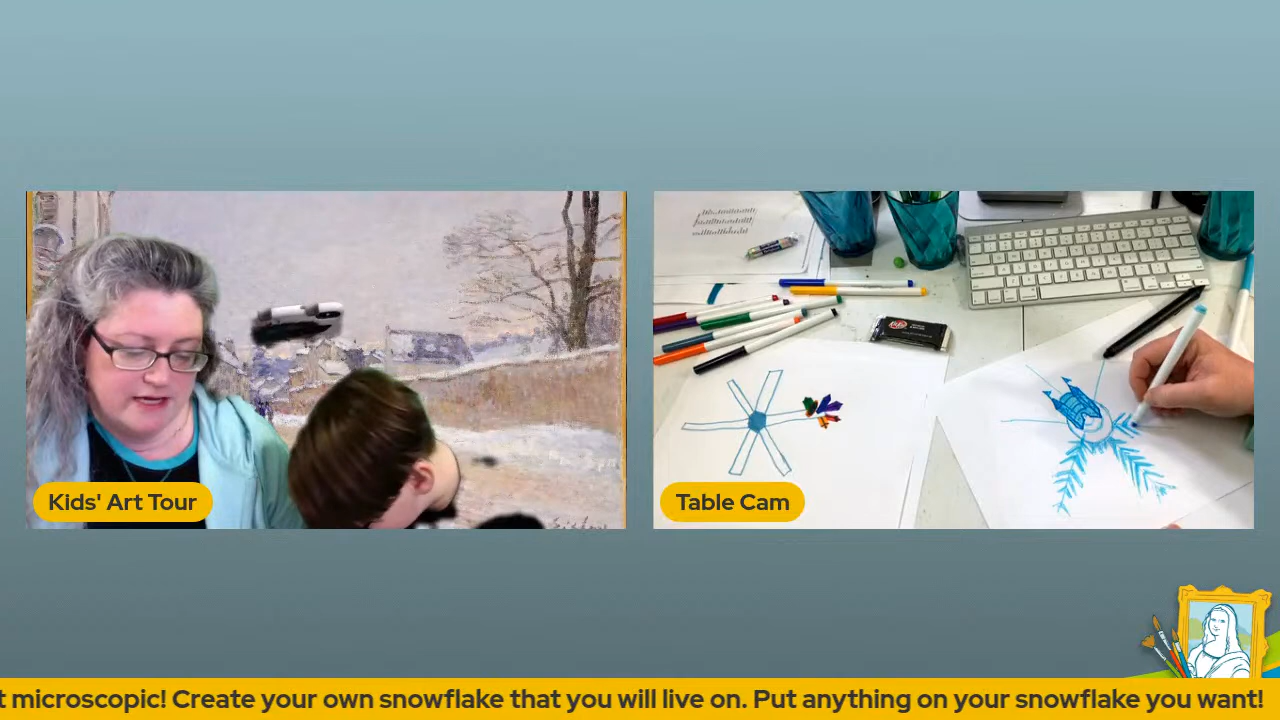 Kids' Art Tour
Table Cam
t microscopic! Create your own snowflake that you will live on. Put anything on your snowflake you want!